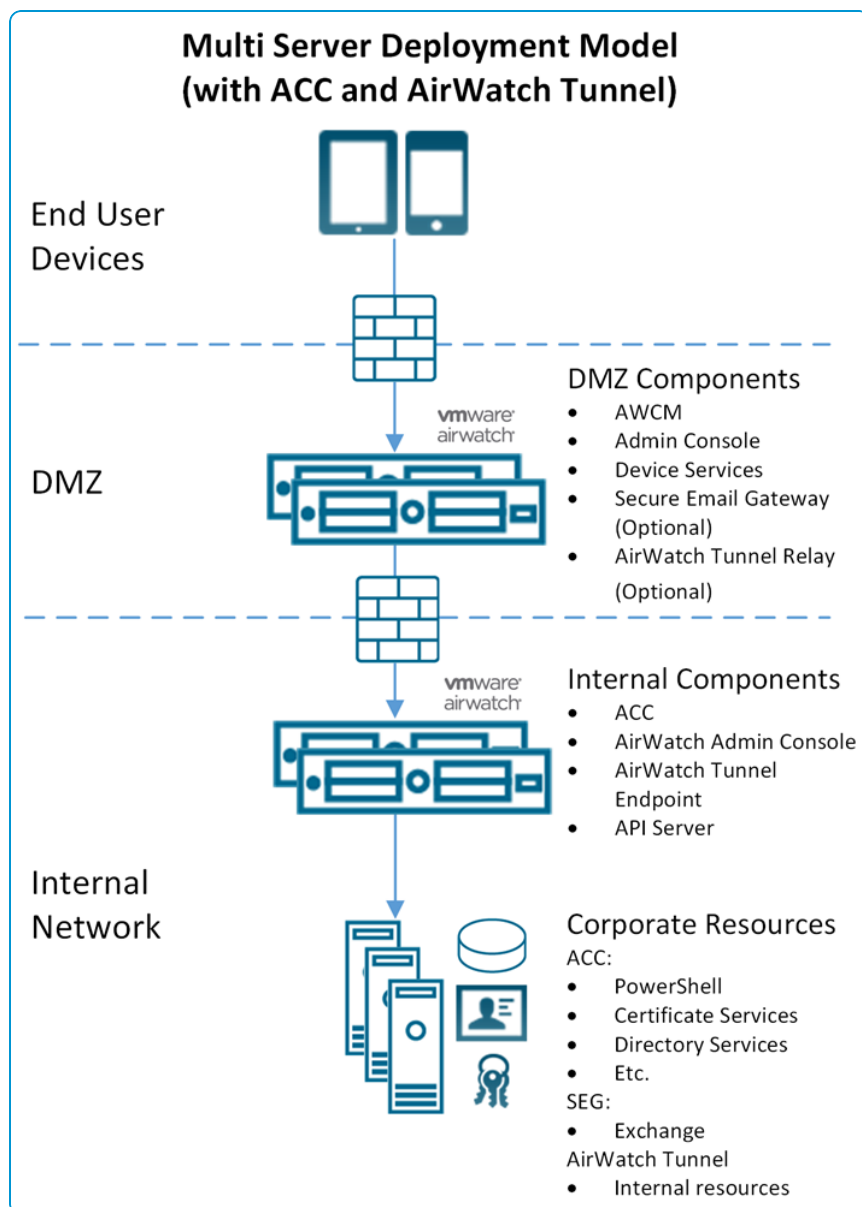 Multi Server Deployment Model
(with ACC and AirWatch Tunnel)
End User
Devices
DMZ
vmware
airwatch
DMZ Components
• AWCM
• Admin Console
• Device Services
• Secure Email Gateway
(Optional)
• AirWatch Tunnel Relay
(Optional)
Internal
Network
vmware
airwatch
Internal Components
• ACC
• AirWatch Admin Console
• AirWatch Tunnel
Endpoint
• API Server
Corporate Resources
ACC:
• PowerShell
• Certificate Services
• Directory Services
• Etc.
SEG:
• Exchange
AirWatch Tunnel
• Internal resources